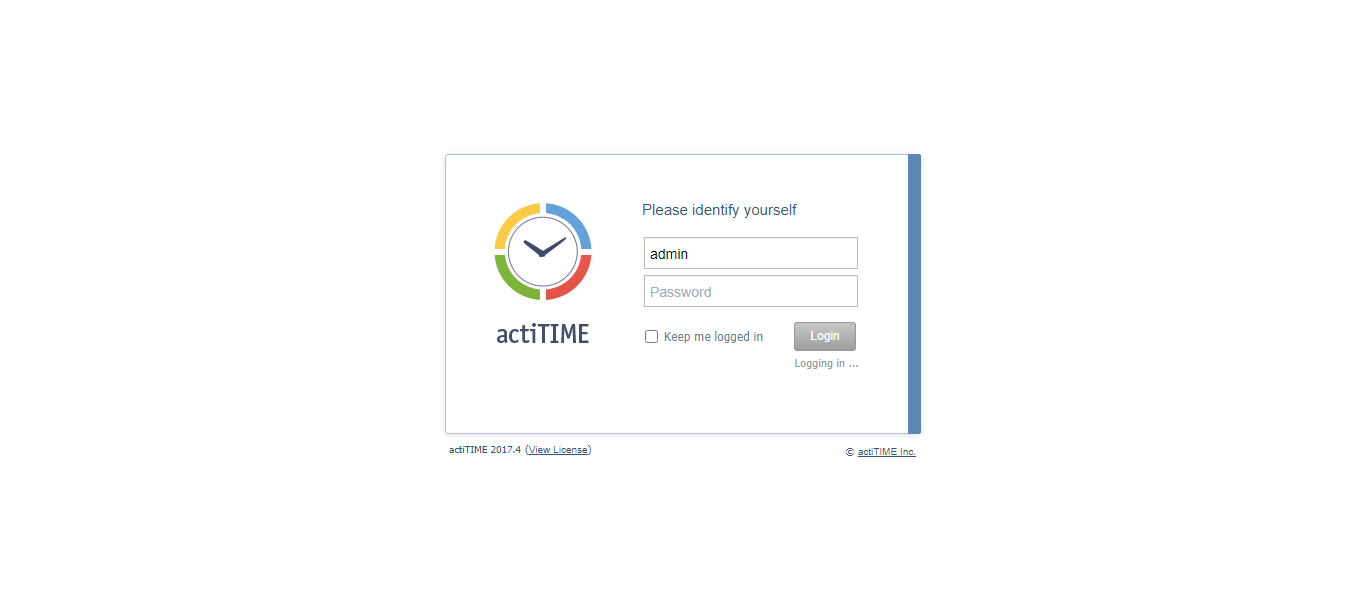 Please identify yourself
admin
Password
actiTIME
Keep me logged in
Login
Logging in ...
actiTIME 2017.4 (View License)
© actiTIME Inc.